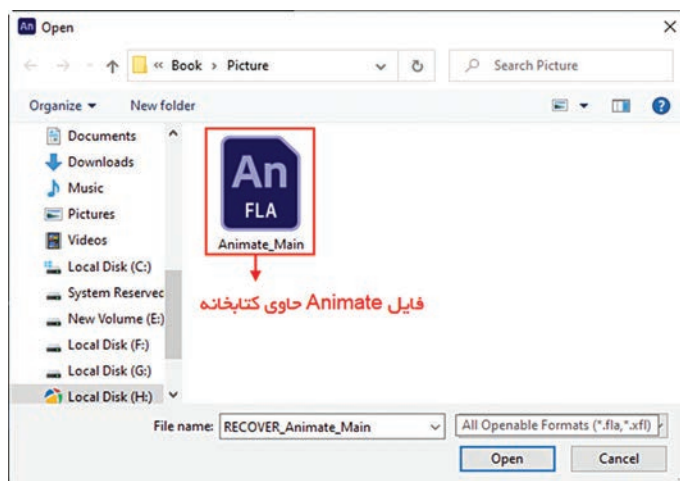 An Open
« Book › Picture
Search Picture
Organize
New folder
Documents
Downloads
Music
Pictures
Videos
Local Disk (C:)
System Reservec
New Volume (E:)
Local Disk (F:)
Local Disk (G:)
Local Disk (H:)
An
FLA
Animate_Main
فایل Animate حاوی کتابخانه
File name: RECOVER_Animate_Main
All Openable Formats (*.fla,*.xfl)
Open
Cancel